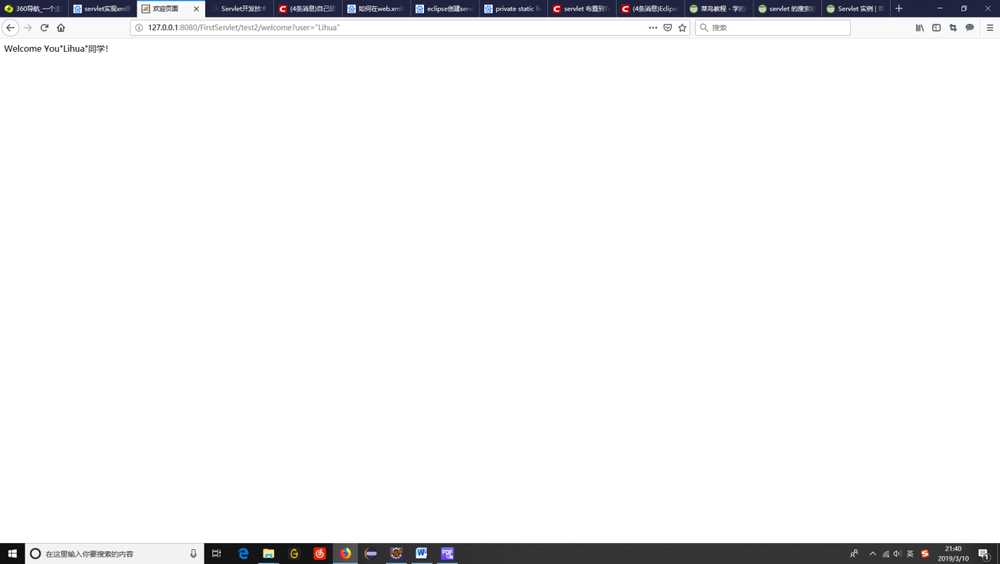 360导航_一个主
servlet实现xml
欢迎页面
Servlet开发技术
(4条消息)自己
如何在web.xml
eclipse创建serv
private static fi
servlet 布置到To
(4条消息)Eclips
菜鸟教程 - 学的
servlet 的搜索
Servlet 实例 |
127.0.0.1:8080/FirstServlet/test2/welcome?user="Lihua"
搜索
Welcome You"Lihua"同学!
在这里输入你要搜索的内容
英
21:40
2019/3/10
1